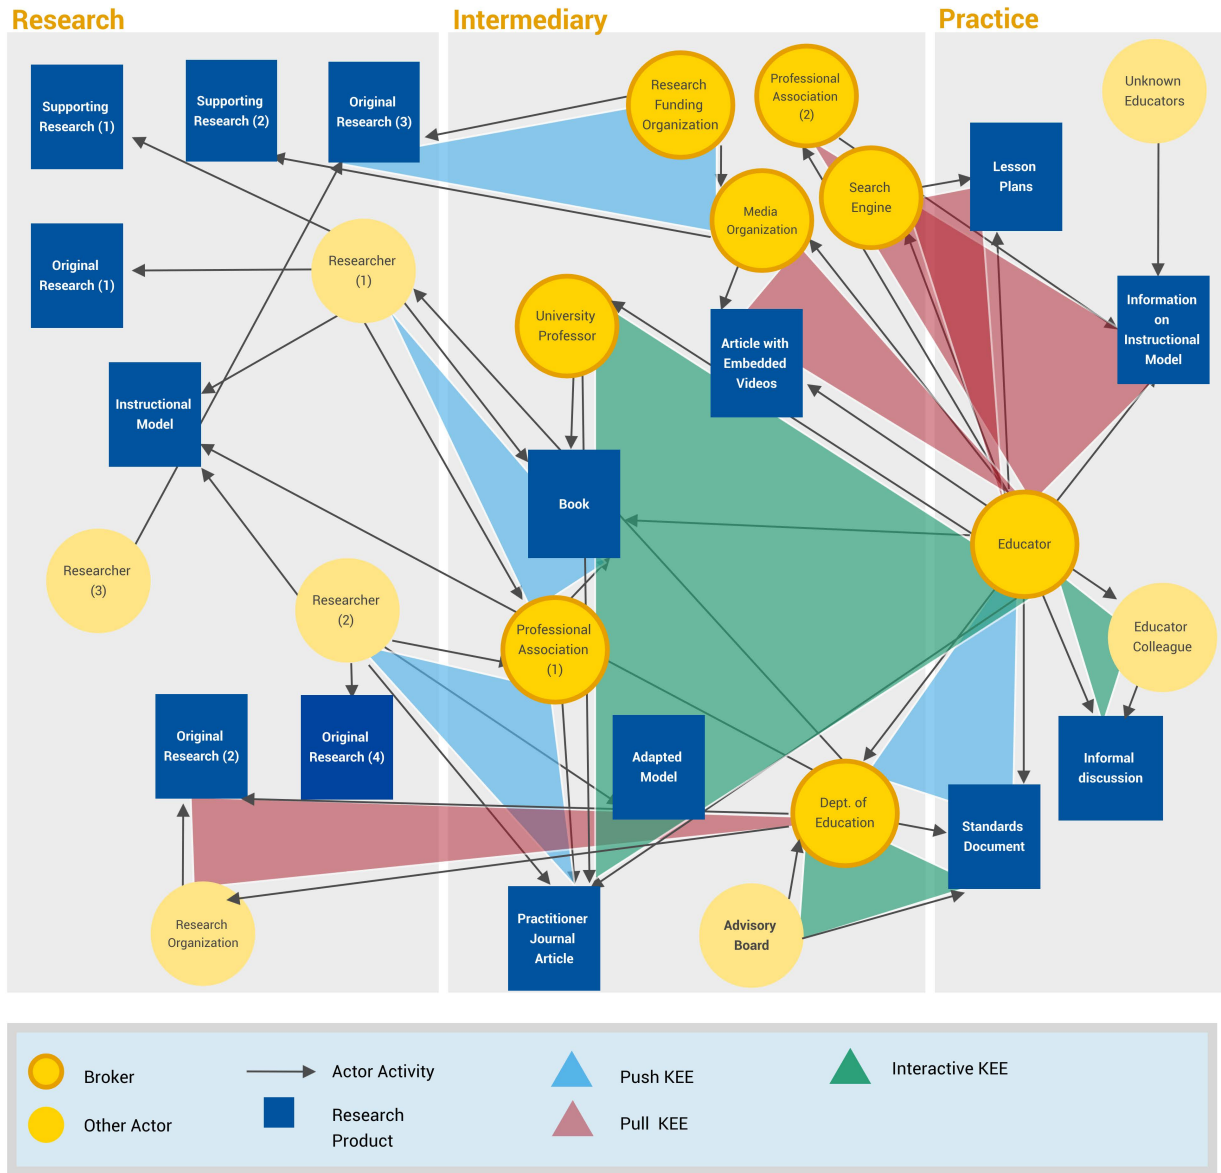 Research
Intermediary
Practice
Supporting
Research (1)
Supporting
Research (2)
Original
Research (3)
Research
Funding
Organization
Professional
Association
(2)
Unknown
Educators
Lesson
Plans
Search
Engine
Media
Organization
Original
Research (1)
Researcher
(1)
University
Professor
Article with
Embedded
Videos
Information
on
Instructional
Model
Instructional
Model
Book
Educator
Researcher
(3)
Researcher
(2)
Professional
Association
(1)
Educator
Colleague
Original
Research (2)
Original
Research (4)
Adapted
Model
Informal
discussion
Dept. of
Education
Standards
Document
Research
Organization
Practitioner
Journal
Article
Advisory
Board
Broker
Actor Activity
Push KEE
Interactive KEE
Other Actor
Research
Product
Pull KEE